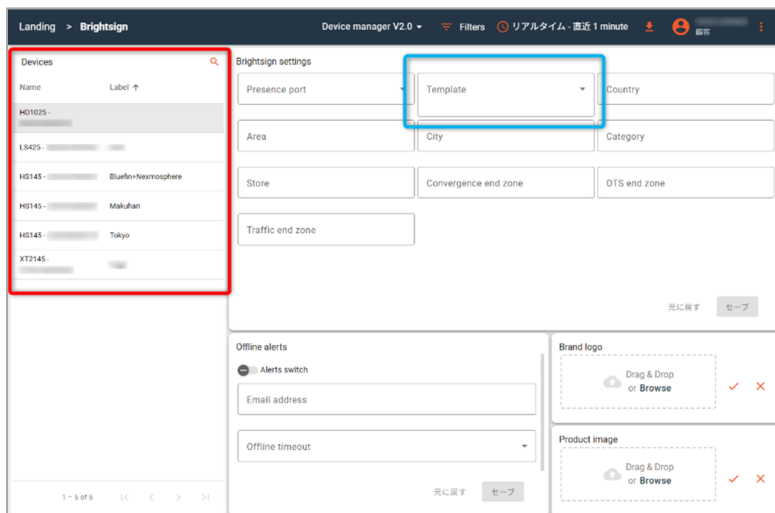 Landing > Brightsign
Device manager V2.0
Filters
リアルタイム - 直近 1 minute
顧客
Devices
Name Label ↑
HD1025 -
LS425 -
HS145 - Bluefin+Nexmosphere
HS145 - Makuhari
HS145 - Tokyo
XT2145 -
1 – 6 of 6
Brightsign settings
Presence port
Template
Country
Area
City
Category
Store
Convergence end zone
OTS end zone
Traffic end zone
元に戻す
セーブ
Offline alerts
Alerts switch
Email address
Offline timeout
元に戻す
セーブ
Brand logo
Drag & Drop
or Browse
Product image
Drag & Drop
or Browse